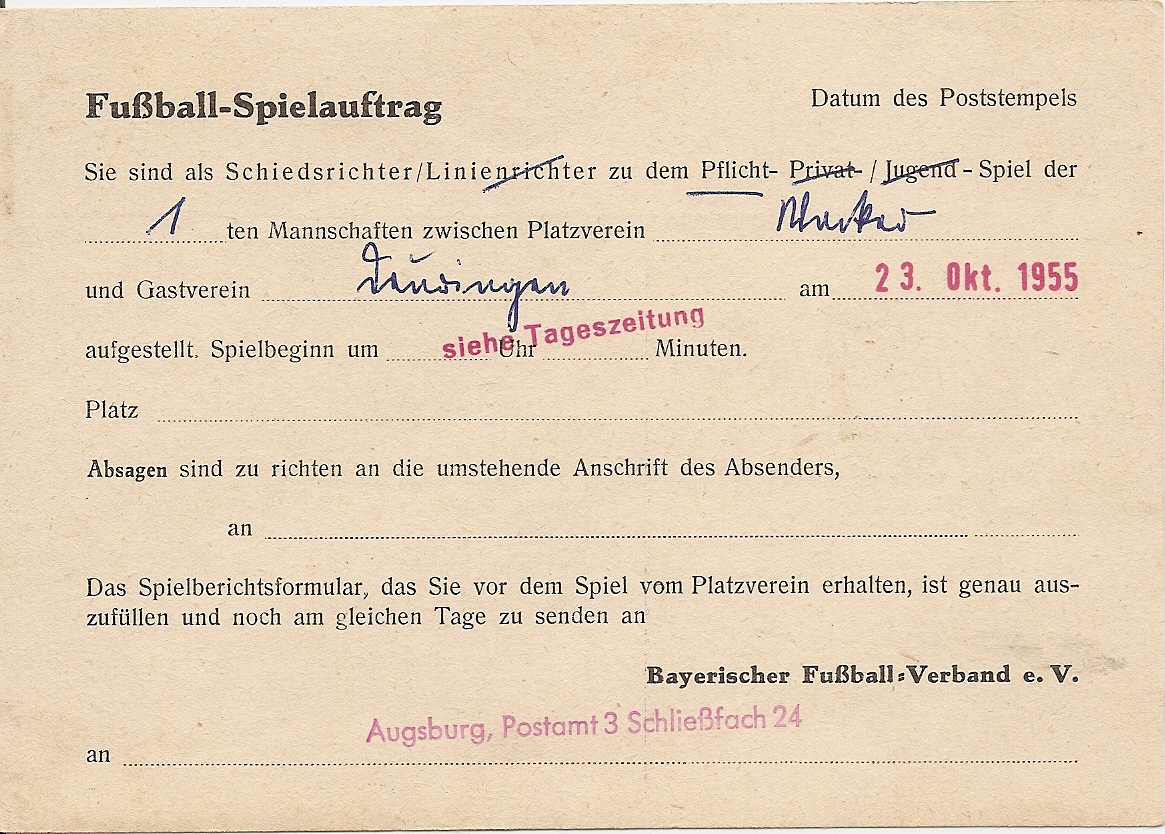 Fußball-Spielauftrag
Datum des Poststempels
Sie sind als Schiedsrichter/Linienrichter zu dem Pflicht- Privat- / Jugend - Spiel der
1 ten Mannschaften zwischen Platzverein
und Gastverein am 23. Okt. 1955
siehe Tageszeitung
aufgestellt. Spielbeginn um Uhr Minuten.
Platz
Absagen sind zu richten an die umstehende Anschrift des Absenders,
an
Das Spielberichtsformular, das Sie vor dem Spiel vom Platzverein erhalten, ist genau aus-
zufüllen und noch am gleichen Tage zu senden an
Bayerischer Fußball-Verband e. V.
Augsburg, Postamt 3 Schließfach 24
an